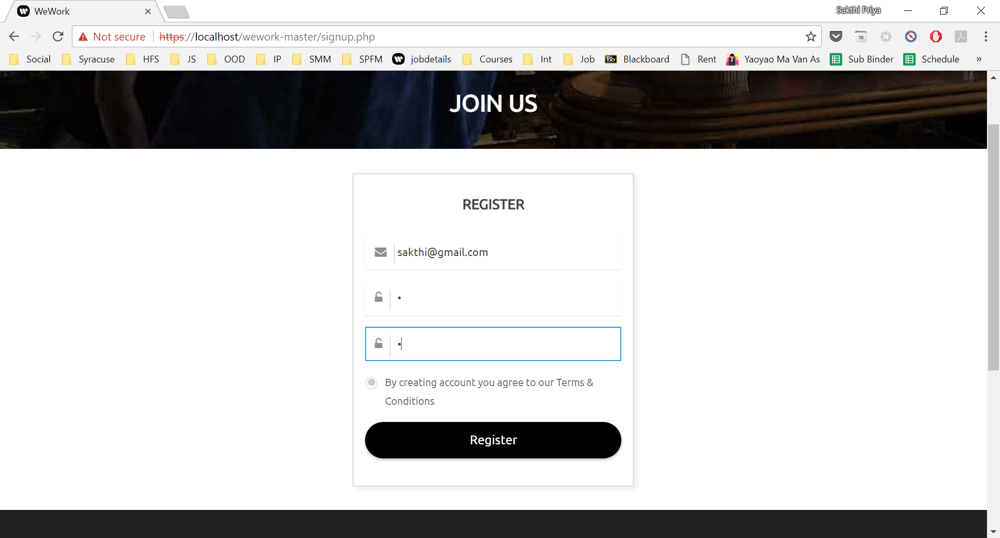 WeWork
Sakthi Priya
Not secure https://localhost/wework-master/signup.php
Social Syracuse HFS JS OOD IP SMM SPFM jobdetails Courses Int Job Bb Blackboard Rent Yaoyao Ma Van As Sub Binder Schedule »
JOIN US
REGISTER
sakthi@gmail.com
By creating account you agree to our Terms &
Conditions
Register